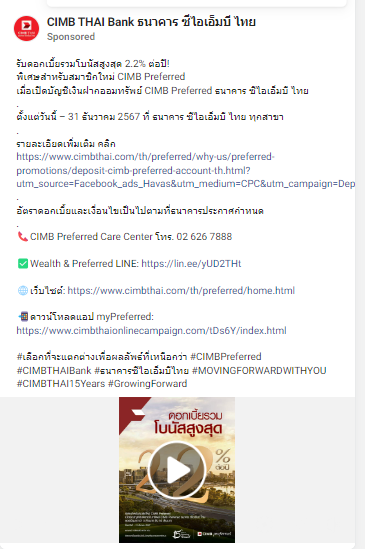 CIMB THAI Bank ธนาคาร ซีไอเอ็มบี ไทย
Sponsored
รับดอกเบี้ยรวมโบนัสสูงสุด 2.2% ต่อปี!
พิเศษสำหรับสมาชิกใหม่ CIMB Preferred
เมื่อเปิดบัญชีเงินฝากออมทรัพย์ CIMB Preferred ธนาคาร ซีไอเอ็มบี ไทย
.
ตั้งแต่วันนี้ – 31 ธันวาคม 2567 ที่ ธนาคาร ซีไอเอ็มบี ไทย ทุกสาขา
.
รายละเอียดเพิ่มเติม คลิก
https://www.cimbthai.com/th/preferred/why-us/preferred-
promotions/deposit-cimb-preferred-account-th.html?
utm_source=Facebook_ads_Havas&utm_medium=CPC&utm_campaign=Dep
.
อัตราดอกเบี้ยและเงื่อนไขเป็นไปตามที่ธนาคารประกาศกำหนด
.
📞 CIMB Preferred Care Center โทร. 02 626 7888
✅ Wealth & Preferred LINE: https://lin.ee/yUD2THt
🌐 เว็บไซต์: https://www.cimbthai.com/th/preferred/home.html
📲 ดาวน์โหลดแอป myPreferred:
https://www.cimbthaionlinecampaign.com/tDs6Y/index.html
#เลือกที่จะแตกต่างเพื่อผลลัพธ์ที่เหนือกว่า #CIMBPreferred
#CIMBTHAIBank #ธนาคารซีไอเอ็มบีไทย #MOVINGFORWARDWITHYOU
#CIMBTHAI15Years #GrowingForward
ดอกเบี้ยรวม
โบนัสสูงสุด
%
ต่อปี
CIMB preferred